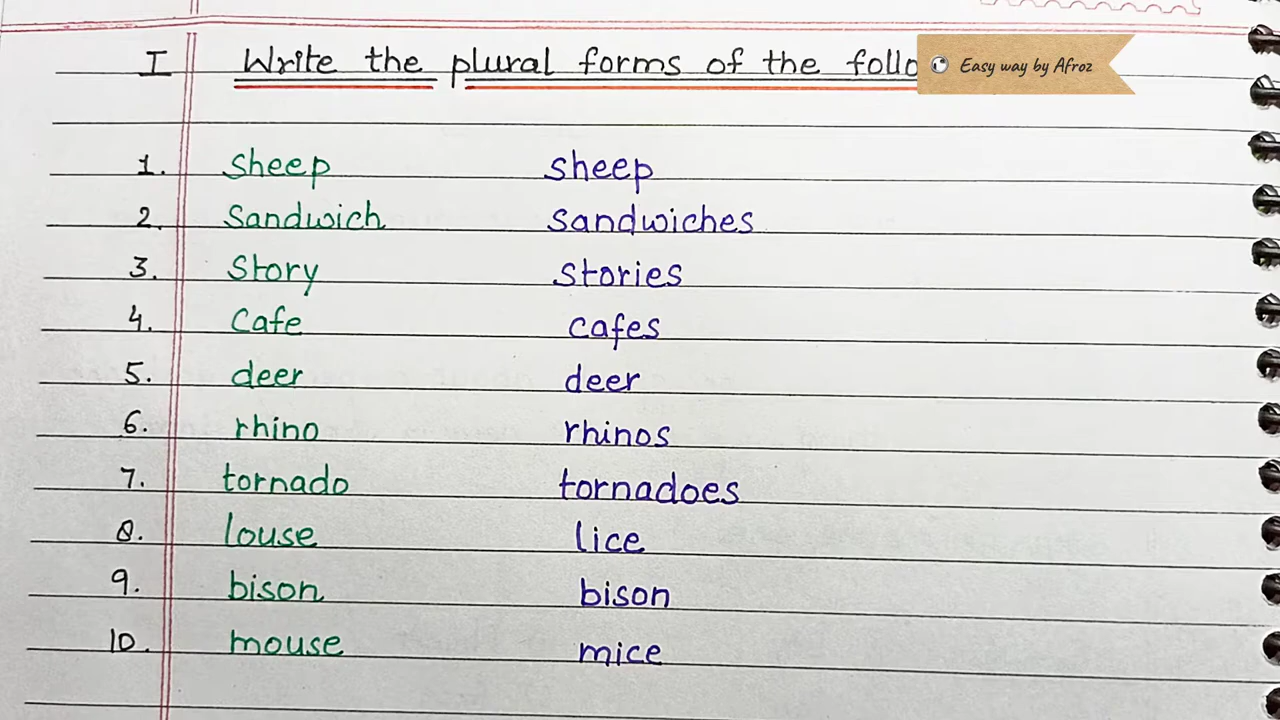 I Write the plural forms of the follo
Easy way by Afroz
1. Sheep sheep
2. Sandwich sandwiches
3. Story stories
4. Cafe cafes
5. deer deer
6. rhino rhinos
7. tornado tornadoes
8. louse lice
9. bison bison
10. mouse mice